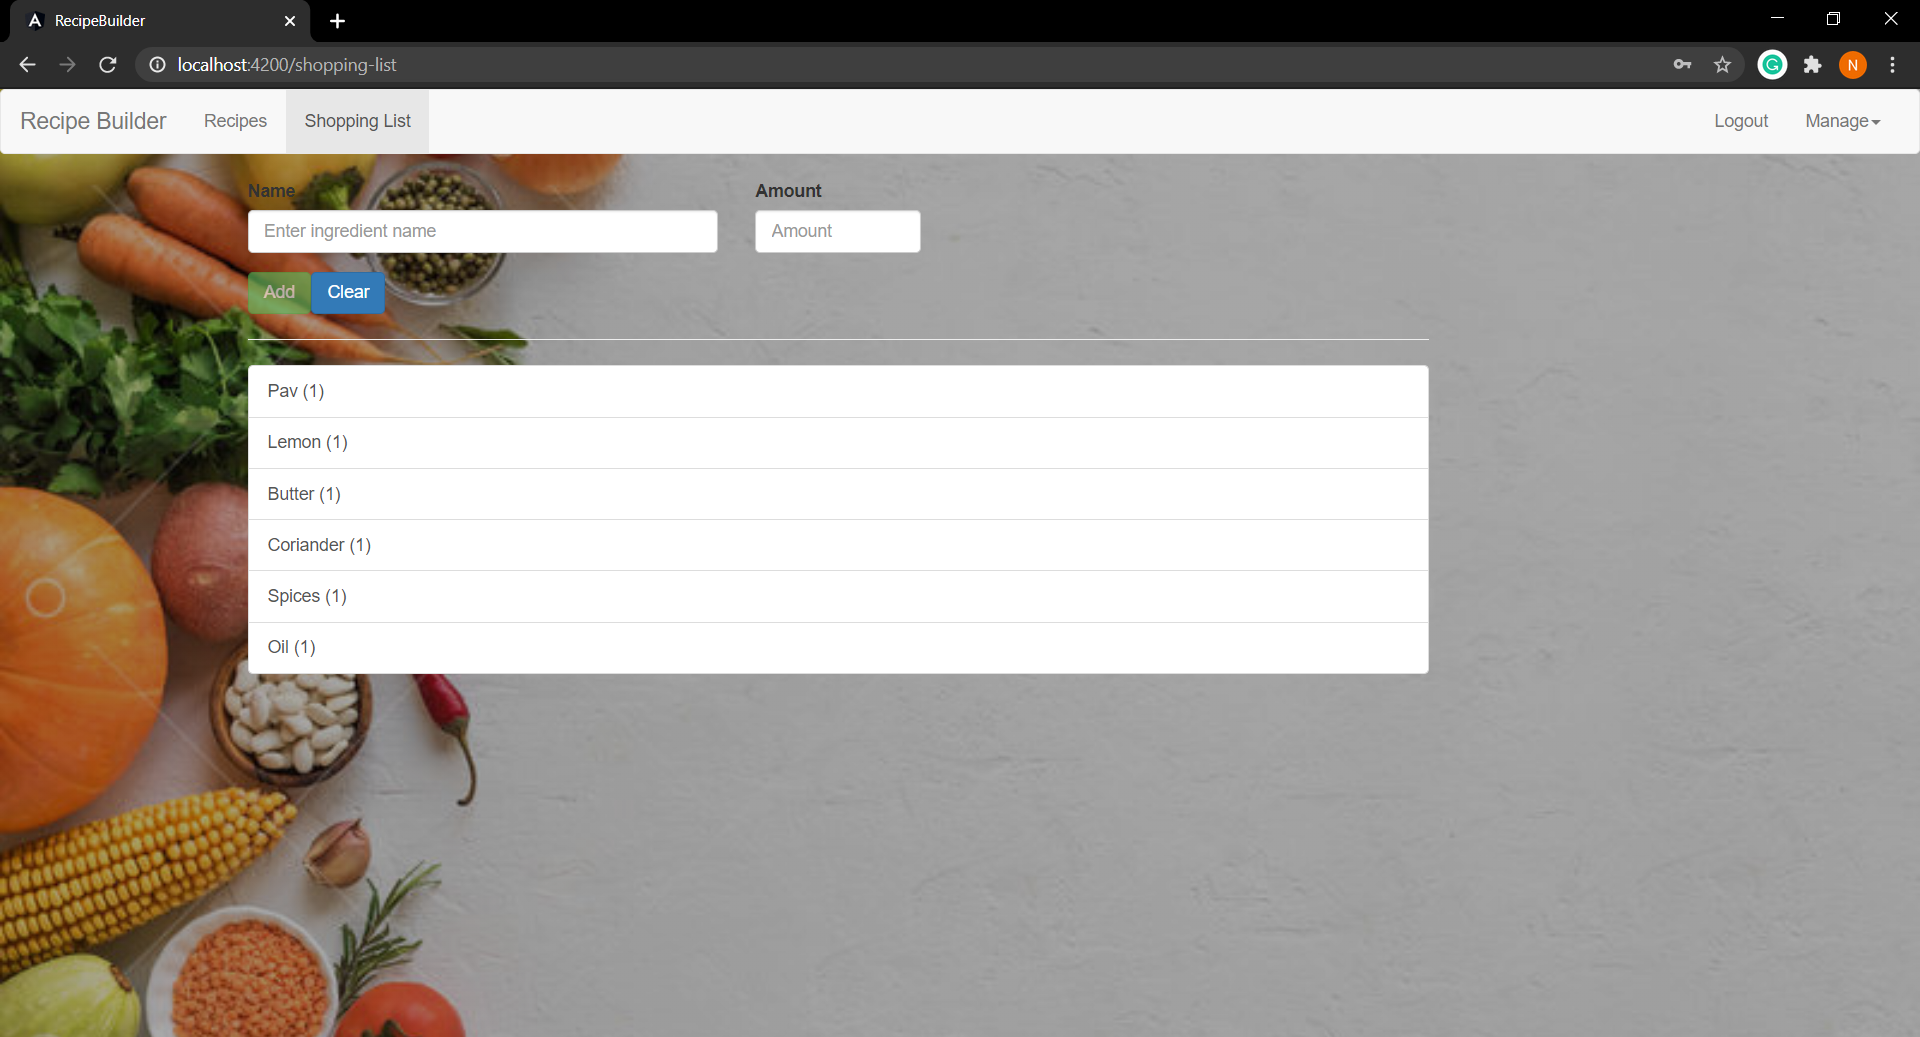 RecipeBuilder
localhost:4200/shopping-list
N
Recipe Builder Recipes Shopping List Logout Manage
Name Amount
Enter ingredient name Amount
Add Clear
Pav (1)
Lemon (1)
Butter (1)
Coriander (1)
Spices (1)
Oil (1)